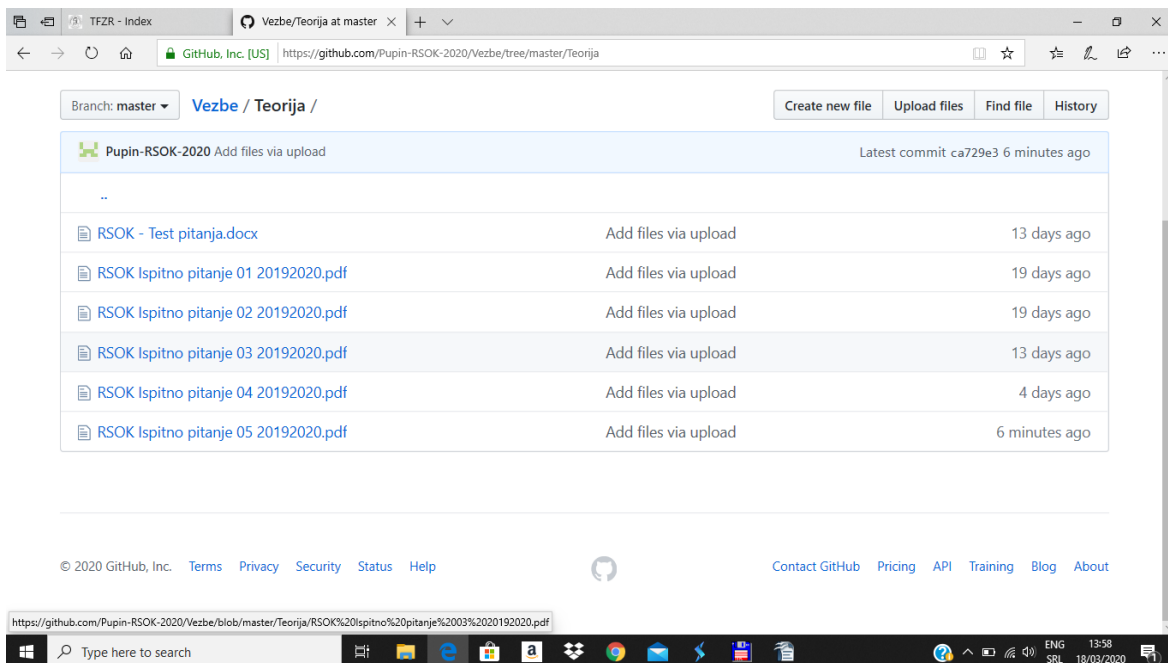 TFZR - Index
Vezbe/Teorija at master
GitHub, Inc. [US] https://github.com/Pupin-RSOK-2020/Vezbe/tree/master/Teorija
Branch: master Vezbe / Teorija / Create new file Upload files Find file History
Pupin-RSOK-2020 Add files via upload Latest commit ca729e3 6 minutes ago
..
RSOK - Test pitanja.docx Add files via upload 13 days ago
RSOK Ispitno pitanje 01 20192020.pdf Add files via upload 19 days ago
RSOK Ispitno pitanje 02 20192020.pdf Add files via upload 19 days ago
RSOK Ispitno pitanje 03 20192020.pdf Add files via upload 13 days ago
RSOK Ispitno pitanje 04 20192020.pdf Add files via upload 4 days ago
RSOK Ispitno pitanje 05 20192020.pdf Add files via upload 6 minutes ago
© 2020 GitHub, Inc. Terms Privacy Security Status Help Contact GitHub Pricing API Training Blog About
https://github.com/Pupin-RSOK-2020/Vezbe/blob/master/Teorija/RSOK%20Ispitno%20pitanje%2003%2020192020.pdf
Type here to search a ENG 13:58
SRL 18/03/2020 1